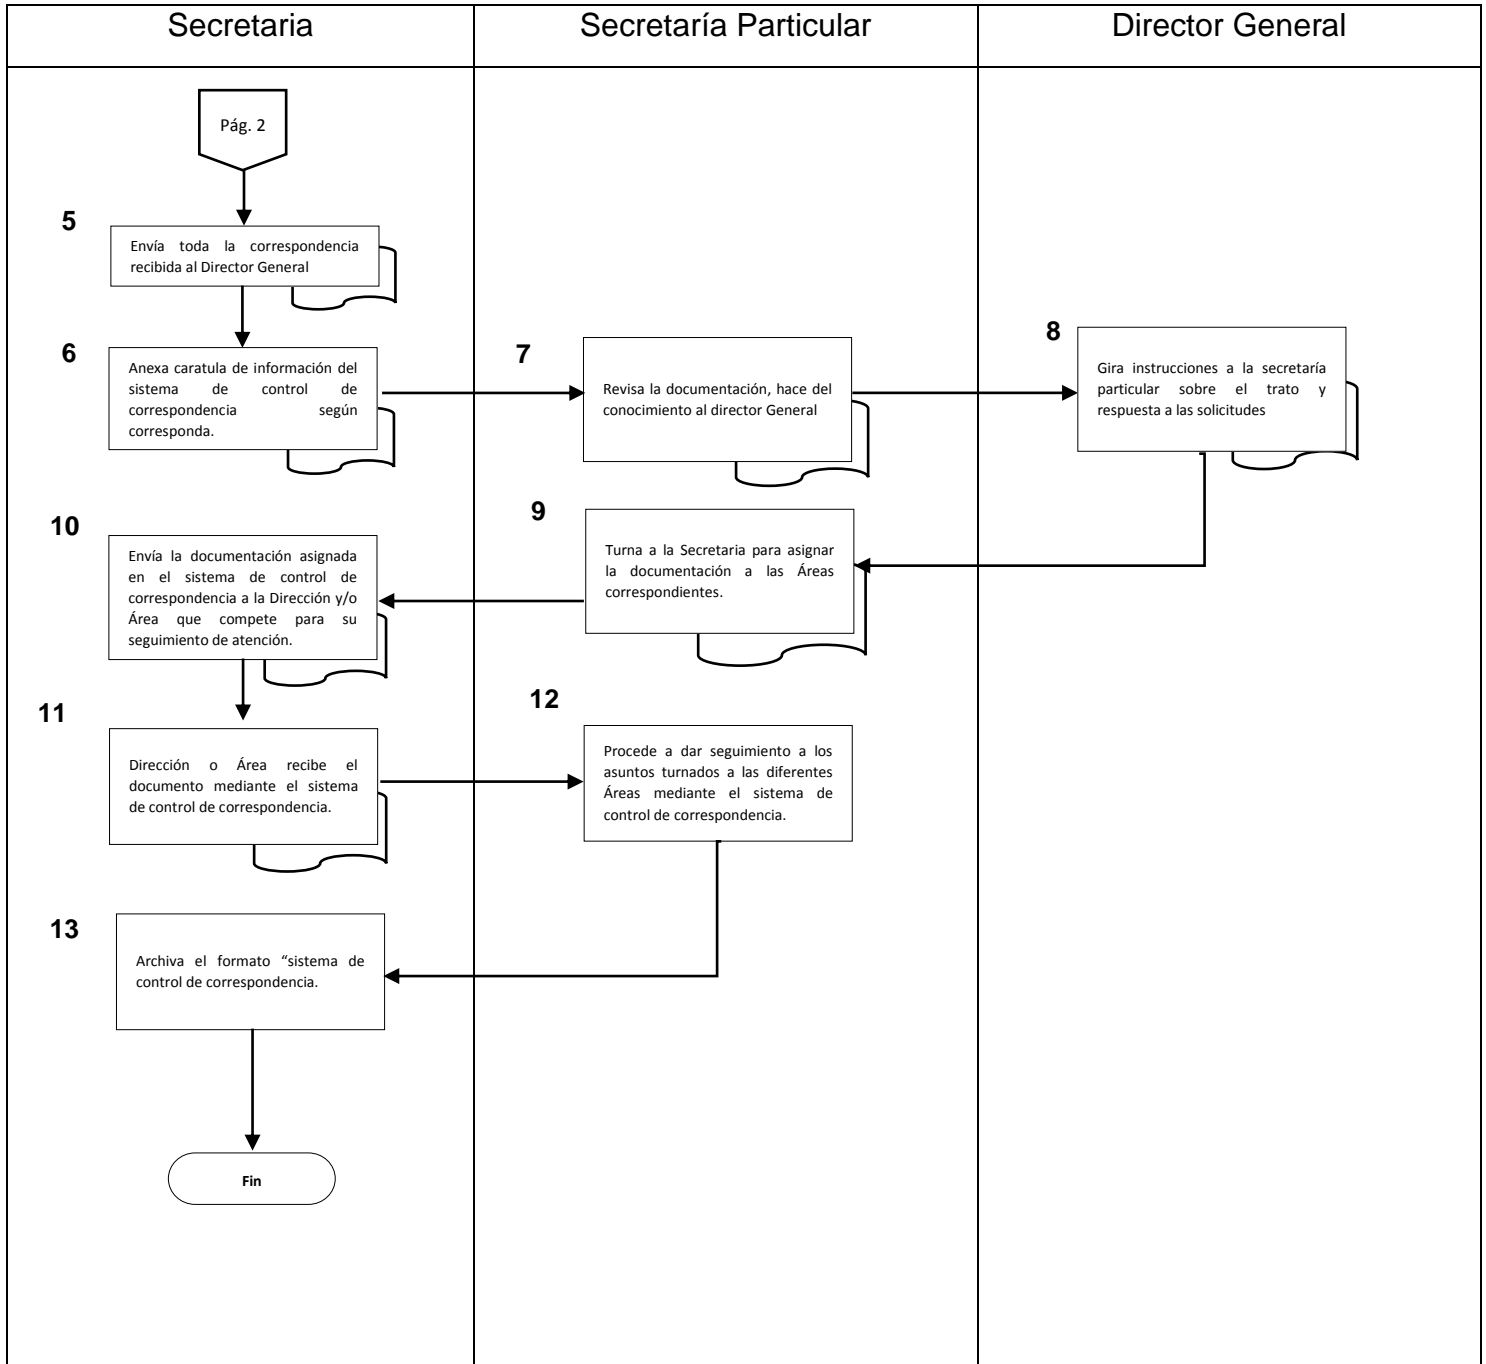 Secretaria
Secretaría Particular
Director General
Pág. 2
5
Envía toda la correspondencia
recibida al Director General
6
Anexa caratula de información del
sistema de control de
correspondencia según
corresponda.
7
Revisa la documentación, hace del
conocimiento al director General
8
Gira instrucciones a la secretaría
particular sobre el trato y
respuesta a las solicitudes
9
Turna a la Secretaria para asignar
la documentación a las Áreas
correspondientes.
10
Envía la documentación asignada
en el sistema de control de
correspondencia a la Dirección y/o
Área que compete para su
seguimiento de atención.
11
Dirección o Área recibe el
documento mediante el sistema
de control de correspondencia.
12
Procede a dar seguimiento a los
asuntos turnados a las diferentes
Áreas mediante el sistema de
control de correspondencia.
13
Archiva el formato “sistema de
control de correspondencia.
Fin